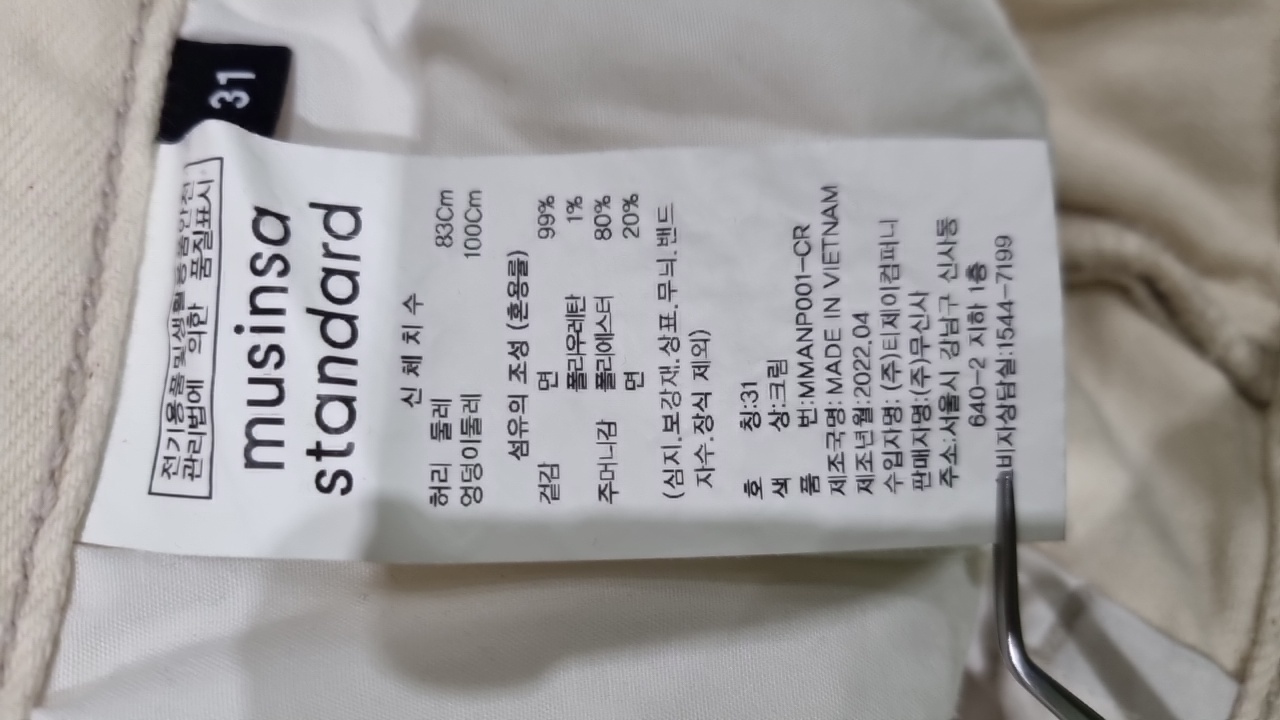 31
전기용품및생활용품안전
관리법에 의한 품질표시
musinsa
standard
신 체 치 수
허리 둘레 83Cm
엉덩이둘레 100Cm
섬유의 조성 (혼용률)
겉감 면 99%
폴리우레탄 1%
주머니감 폴리에스터 80%
면 20%
(심지.보강재.상표.무늬.밴드
자수.장식 제외)
호 칭:31
색 상:크림
품 번:MMANP001-CR
제조국명: MADE IN VIETNAM
제조년월:2022.04
수입자명: (주)티제이컴퍼니
판매자명:(주)무신사
주소:서울시 강남구 신사동
640-2 지하 1층
비자상담실:1544-7199